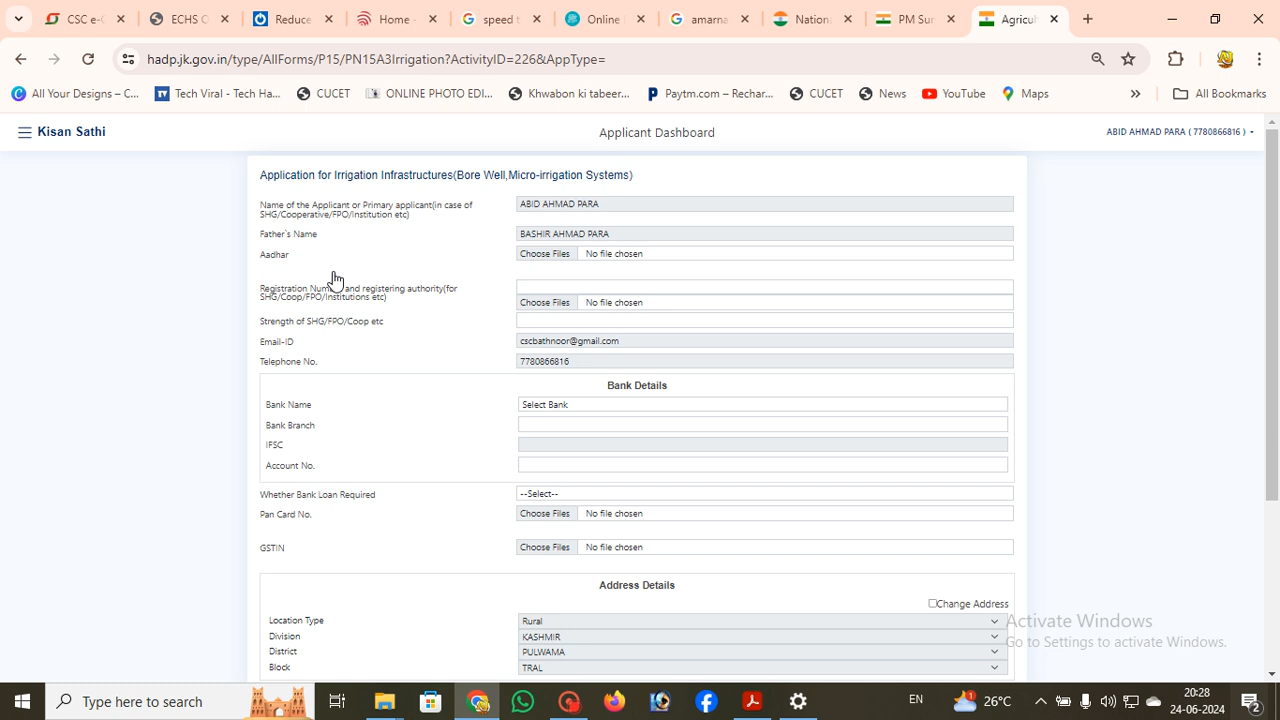 CSC e-G
ECHS C
Reduce
Home -
speed t
Online
amarna
Nation
PM Sur
Agricul
hadp.jk.gov.in/type/AllForms/P15/PN15A3Irrigation?ActivityID=226&AppType=
All Your Designs – C...
Tech Viral - Tech Ha...
CUCET
ONLINE PHOTO EDI...
Khwabon ki tabeer...
Paytm.com – Rechar...
CUCET
News
YouTube
Maps
All Bookmarks
Kisan Sathi
Applicant Dashboard
ABID AHMAD PARA ( 7780866816 )
Application for Irrigation Infrastructures(Bore Well,Micro-irrigation Systems)
Name of the Applicant or Primary applicant(in case of
SHG/Cooperative/FPO/Institution etc)
ABID AHMAD PARA
Father's Name
BASHIR AHMAD PARA
Aadhar
Choose Files No file chosen
Registration Number and registering authority(for
SHG/Coop/FPO/Institutions etc)
Choose Files No file chosen
Strength of SHG/FPO/Coop etc
Email-ID
cscbathnoor@gmail.com
Telephone No.
7780866816
Bank Details
Bank Name
Select Bank
Bank Branch
IFSC
Account No.
Whether Bank Loan Required
--Select--
Pan Card No.
Choose Files No file chosen
GSTIN
Choose Files No file chosen
Address Details
Change Address
Location Type
Rural
Division
KASHMIR
District
PULWAMA
Block
TRAL
Activate Windows
Go to Settings to activate Windows.
Type here to search
EN
26°C
20:28
24-06-2024
2